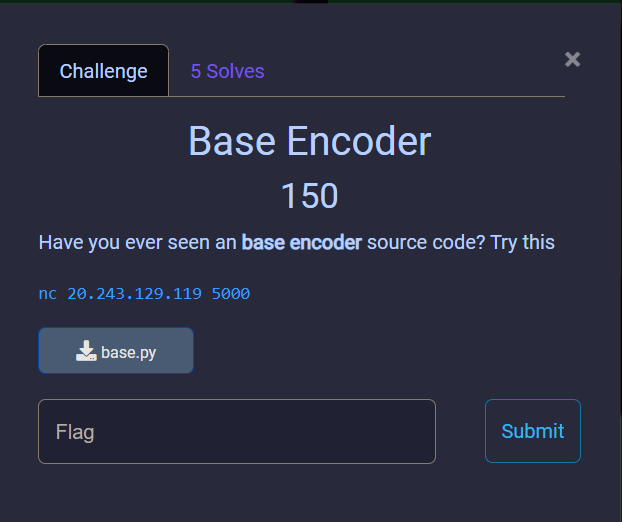 Challenge
5 Solves
×
Base Encoder
150
Have you ever seen an base encoder source code? Try this
nc 20.243.129.119 5000
base.py
Flag
Submit